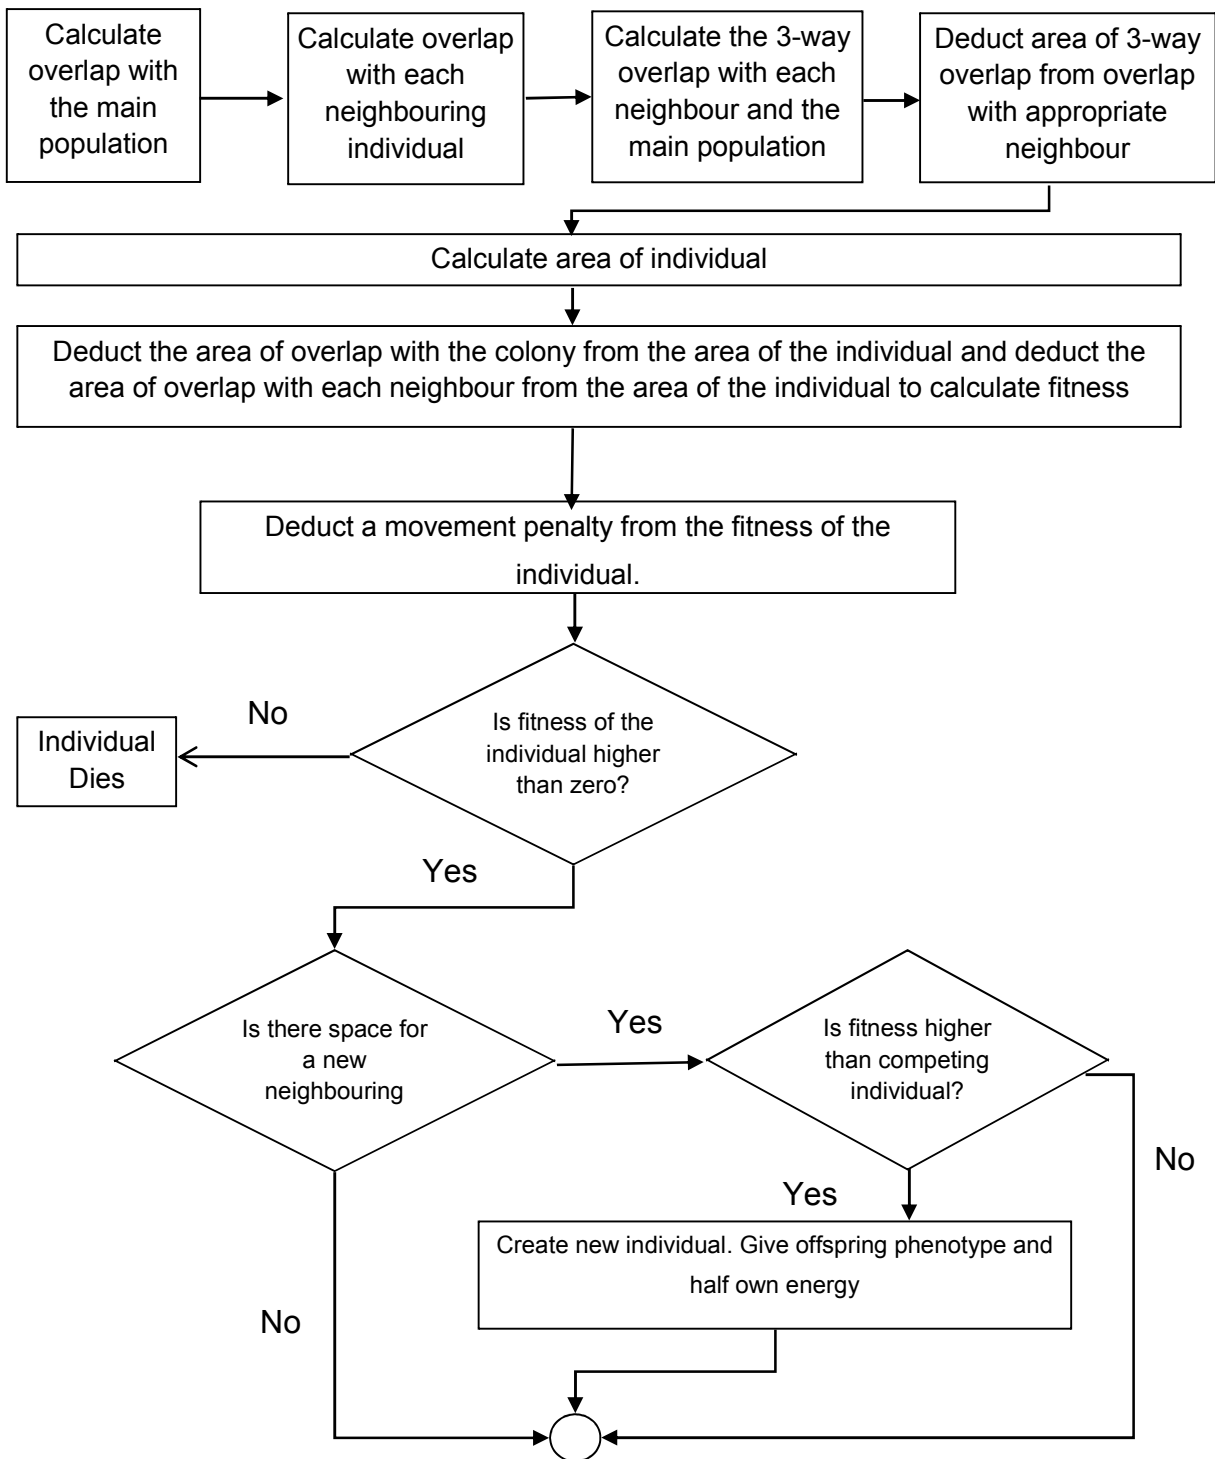 Calculate
overlap with
the main
population
Calculate overlap
with each
neighbouring
individual
Calculate the 3-way
overlap with each
neighbour and the
main population
Deduct area of 3-way
overlap from overlap
with appropriate
neighbour
Calculate area of individual
Deduct the area of overlap with the colony from the area of the individual and deduct the
area of overlap with each neighbour from the area of the individual to calculate fitness
Deduct a movement penalty from the fitness of the
individual.
No
Individual
Dies
Is fitness of the
individual higher
than zero?
Yes
Is there space for
a new
neighbouring
Yes
Is fitness higher
than competing
individual?
No
Yes
Create new individual. Give offspring phenotype and
half own energy
No